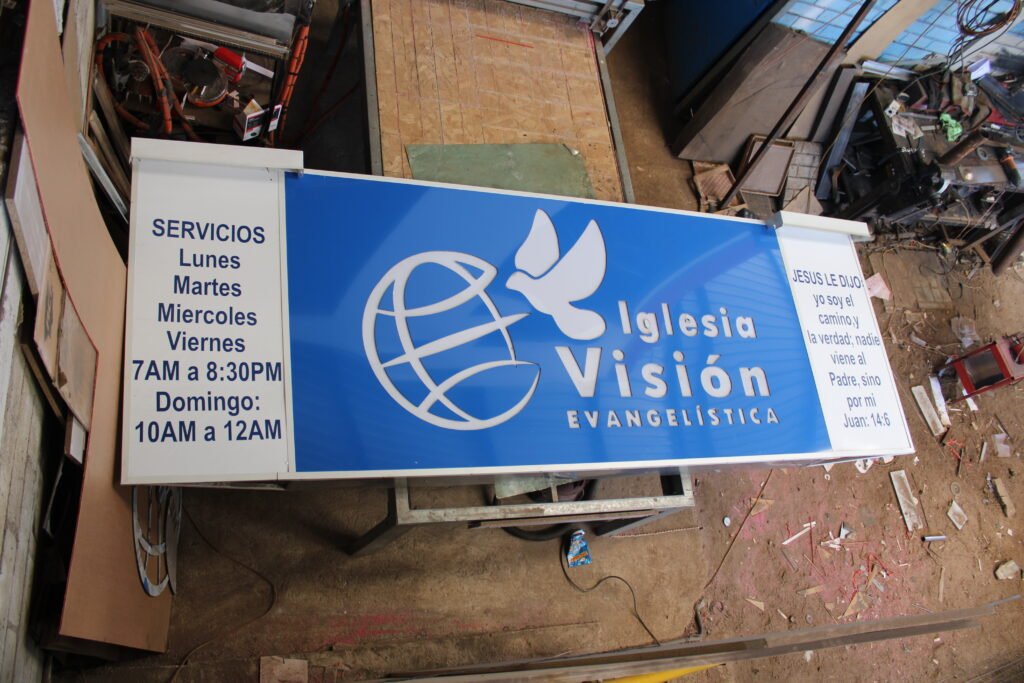 SERVICIOS
Lunes
Martes
Miercoles
Viernes
7AM a 8:30PM
Domingo:
10AM a 12AM
Iglesia
Visión
EVANGELÍSTICA
JESUS LE DIJO:
yo soy el
camino,y
la verdad; nadie
viene al
Padre, sino
por mi
Juan: 14:6